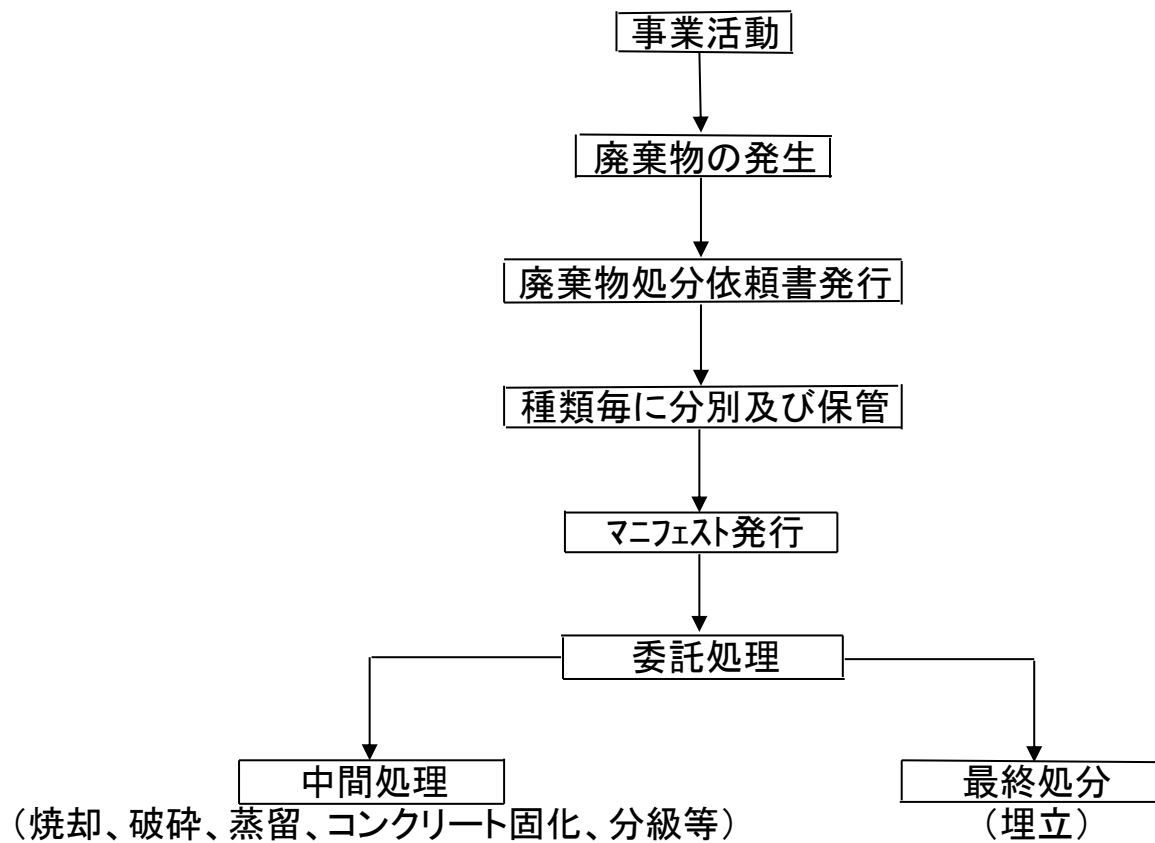 事業活動
廃棄物の発生
廃棄物処分依頼書発行
種類毎に分別及び保管
ﾏﾆﾌｪｽﾄ発行
委託処理
中間処理
（焼却、破砕、蒸留、コンクリート固化、分級等）
最終処分
（埋立）